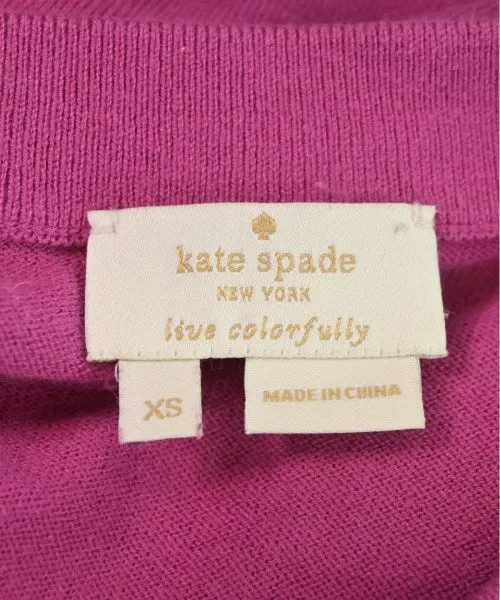 kate spade
NEW YORK
live colorfully
XS
MADE IN CHINA